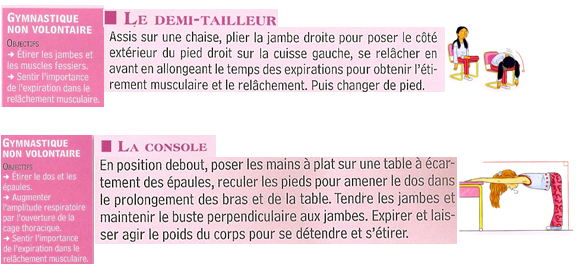 GYMNASTIQUE
NON VOLONTAIRE
OBJECTIFS
→ Étirer les jambes et
les muscles fessiers.
→ Sentir l'importance
de l'expiration dans le
relâchement musculaire.
■ LE DEMI-TAILLEUR
Assis sur une chaise, plier la jambe droite pour poser le côté
extérieur du pied droit sur la cuisse gauche, se relâcher en
avant en allongeant le temps des expirations pour obtenir l'éti-
rement musculaire et le relâchement. Puis changer de pied.
GYMNASTIQUE
NON VOLONTAIRE
OBJECTIFS
→ Étirer le dos et les
épaules.
→ Augmenter
l'amplitude respiratoire
par l'ouverture de la
cage thoracique.
→ Sentir l'importance
de l'expiration dans le
relâchement musculaire.
■ LA CONSOLE
En position debout, poser les mains à plat sur une table à écar-
tement des épaules, reculer les pieds pour amener le dos dans
le prolongement des bras et de la table. Tendre les jambes et
maintenir le buste perpendiculaire aux jambes. Expirer et lais-
ser agir le poids du corps pour se détendre et s'étirer.